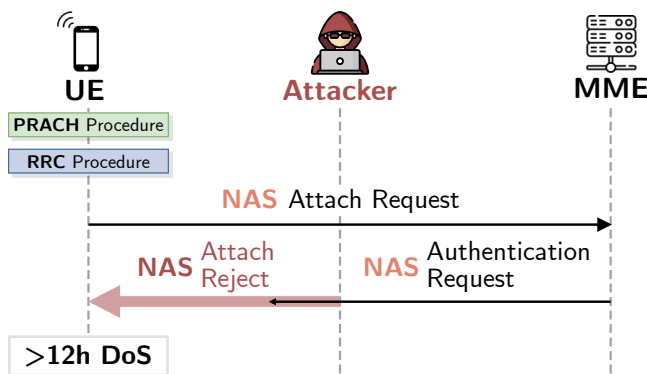 UE
Attacker
MME
PRACH Procedure
RRC Procedure
NAS Attach Request
NAS Attach
Reject
NAS Authentication
Request
>12h DoS